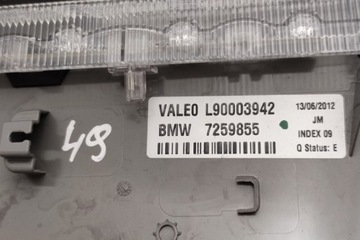 VALEO L90003942
BMW 7259855
13/06/2012
JM
INDEX 09
Q Status: E
49